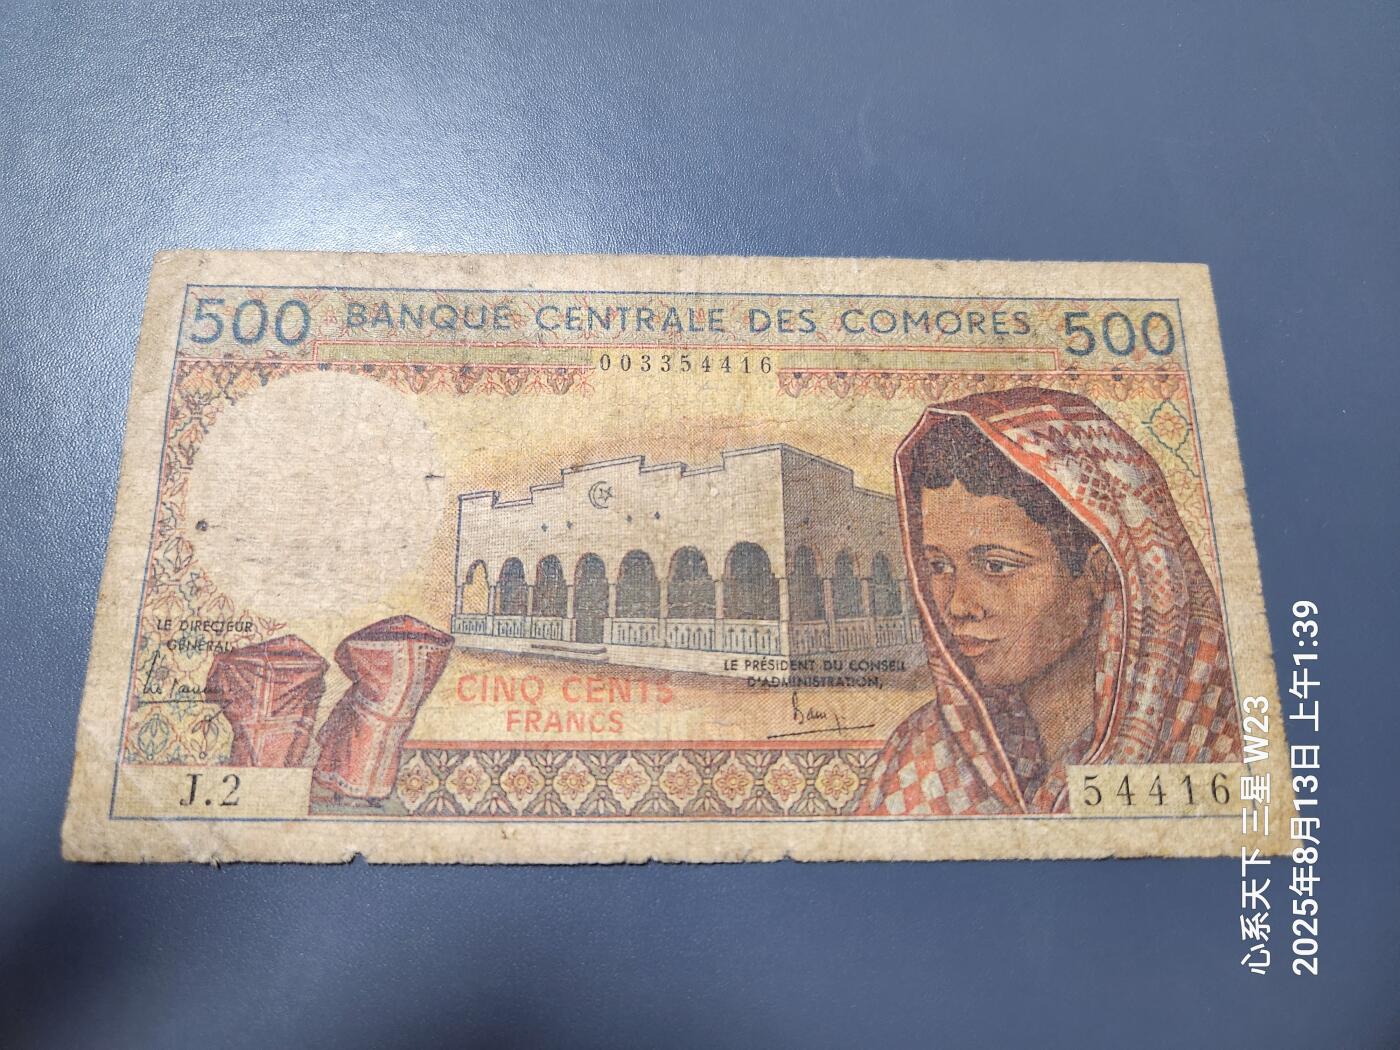 500 BANQUE CENTRALE DES COMORES 500
003354416
LE DIRECTEUR
GÉNÉRAL,
LE PRÉSIDENT DU CONSEIL
D'ADMINISTRATION,
CINQ CENTS
FRANCS
J.2
54416
心系天下 三星 W23
2025年8月13日 上午1:39